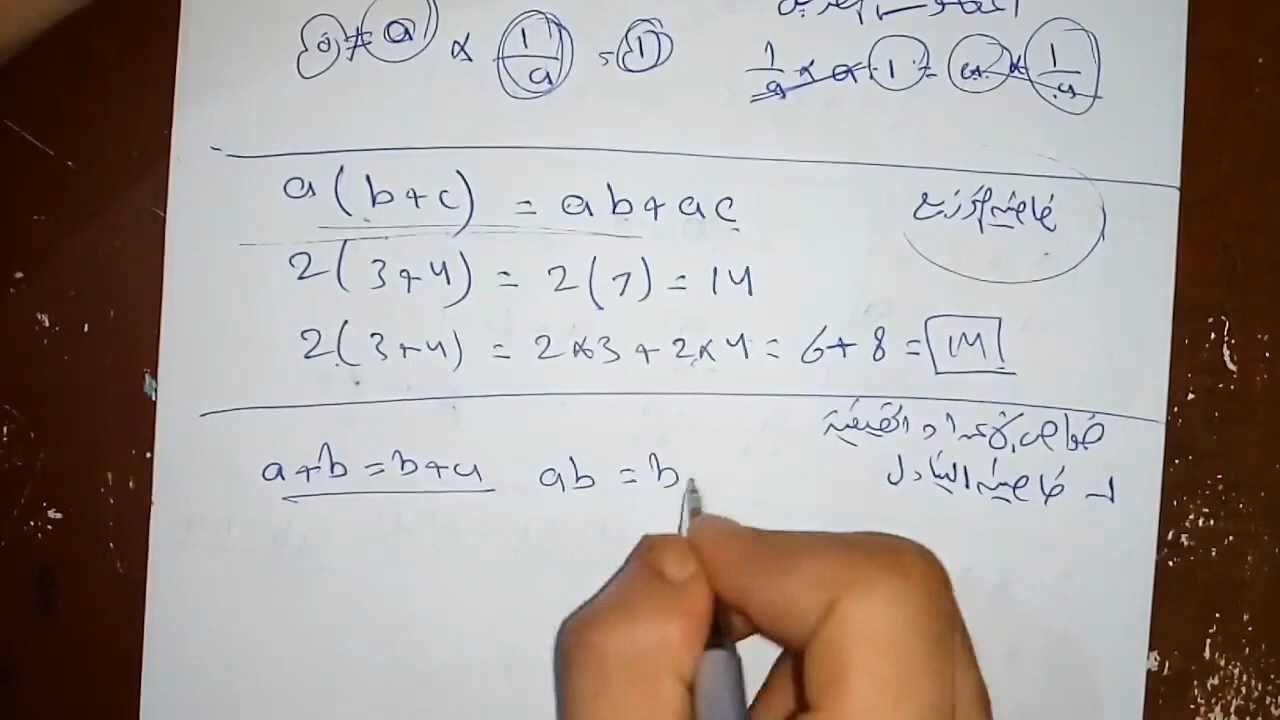 0 ≠ a × 1/a = 1
1/a × a = 1 = a × 1/a
a(b+c) = ab+ac خاصية التوزيع
2(3+4) = 2(7) = 14
2(3+4) = 2×3+2×4 = 6+8 = 14
خواص الأعداد الحقيقية
a+b = b+a ab = b خاصية التبادل